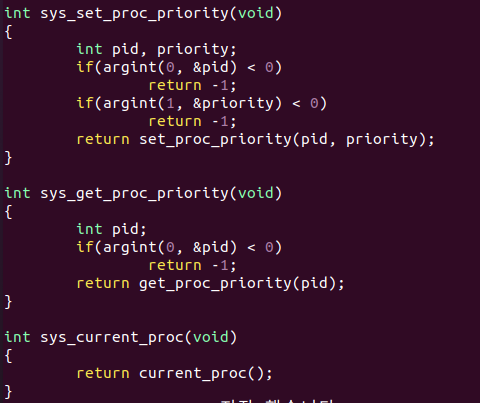 int sys_set_proc_priority(void)
{
        int pid, priority;
        if(argint(0, &pid) < 0)
                return -1;
        if(argint(1, &priority) < 0)
                return -1;
        return set_proc_priority(pid, priority);
}

int sys_get_proc_priority(void)
{
        int pid;
        if(argint(0, &pid) < 0)
                return -1;
        return get_proc_priority(pid);
}

int sys_current_proc(void)
{
        return current_proc();
}